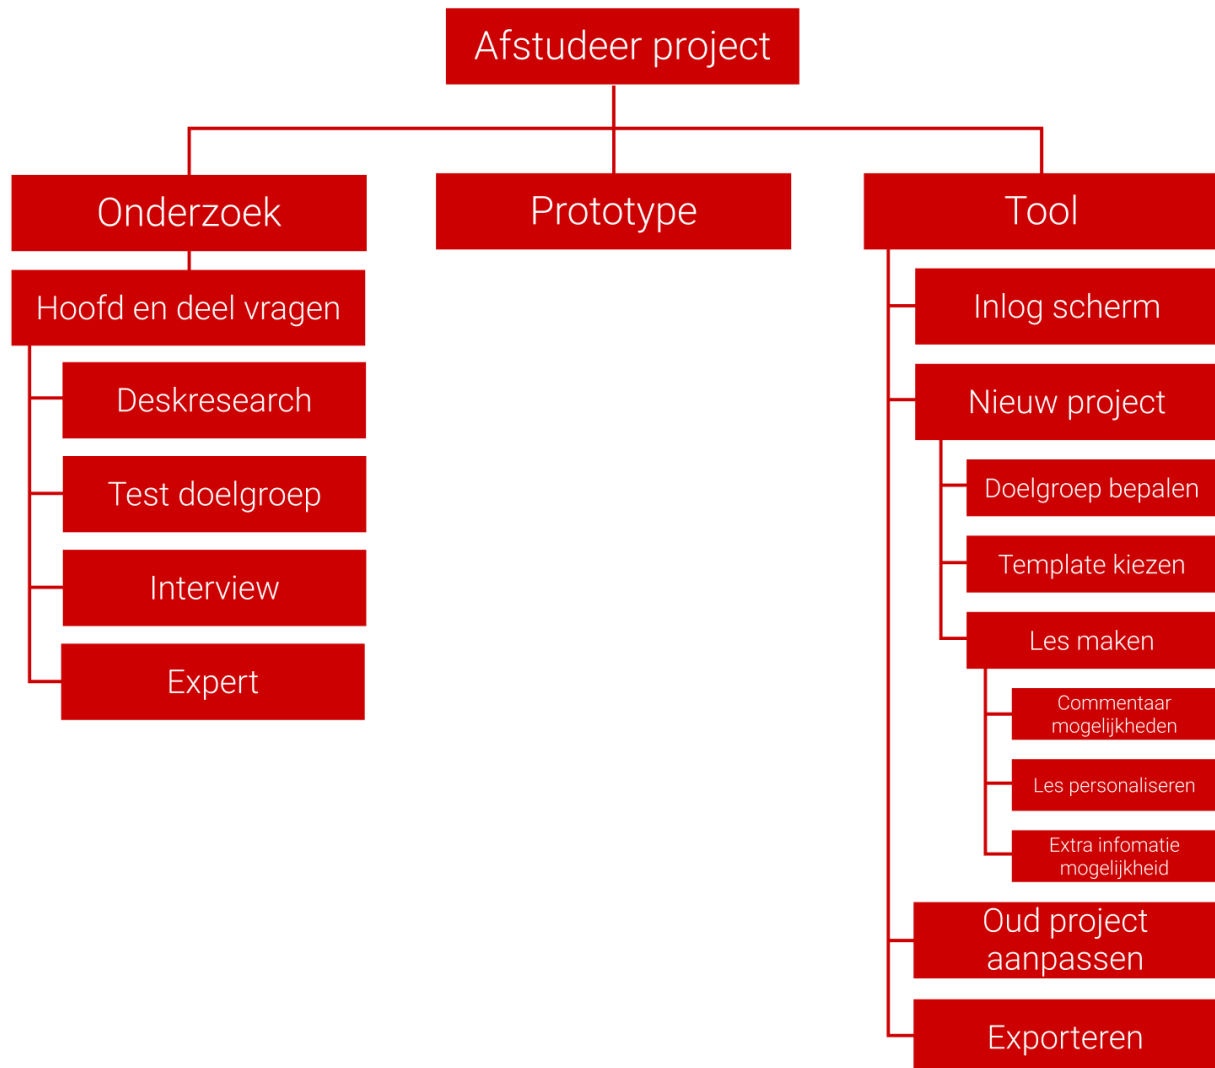 Afstudeer project
Onderzoek
Hoofd en deel vragen
Deskresearch
Test doelgroep
Interview
Expert
Prototype
Tool
Inlog scherm
Nieuw project
Doelgroep bepalen
Template kiezen
Les maken
Commentaar
mogelijkheden
Les personaliseren
Extra infomatie
mogelijkheid
Oud project
aanpassen
Exporteren